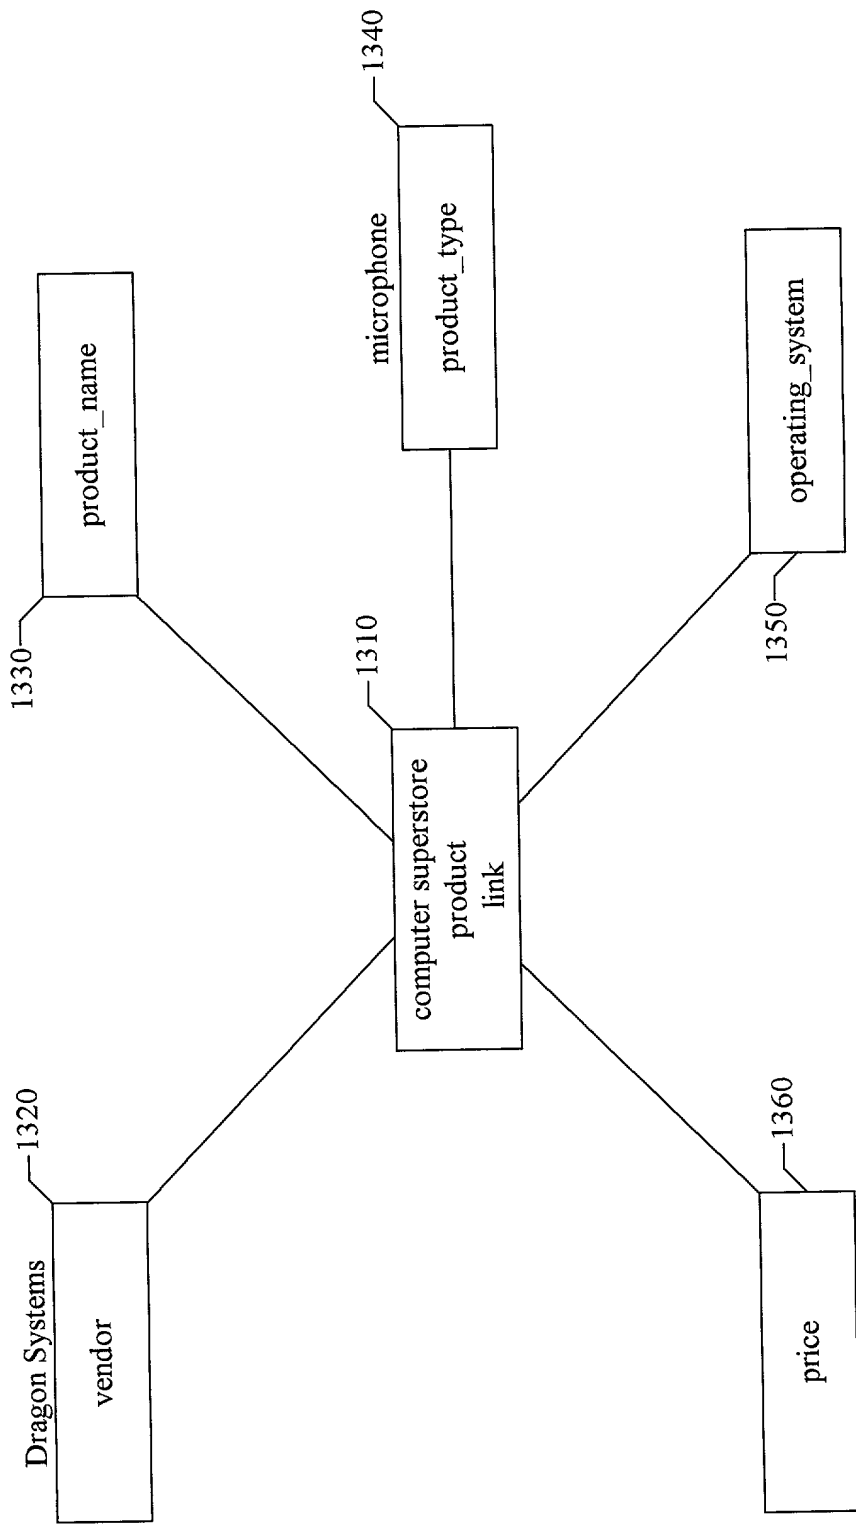 Dragon Systems
vendor
1320
product_name
1330
microphone
product_type
1340
computer superstore
product
link
1310
operating_system
1350
price
1360